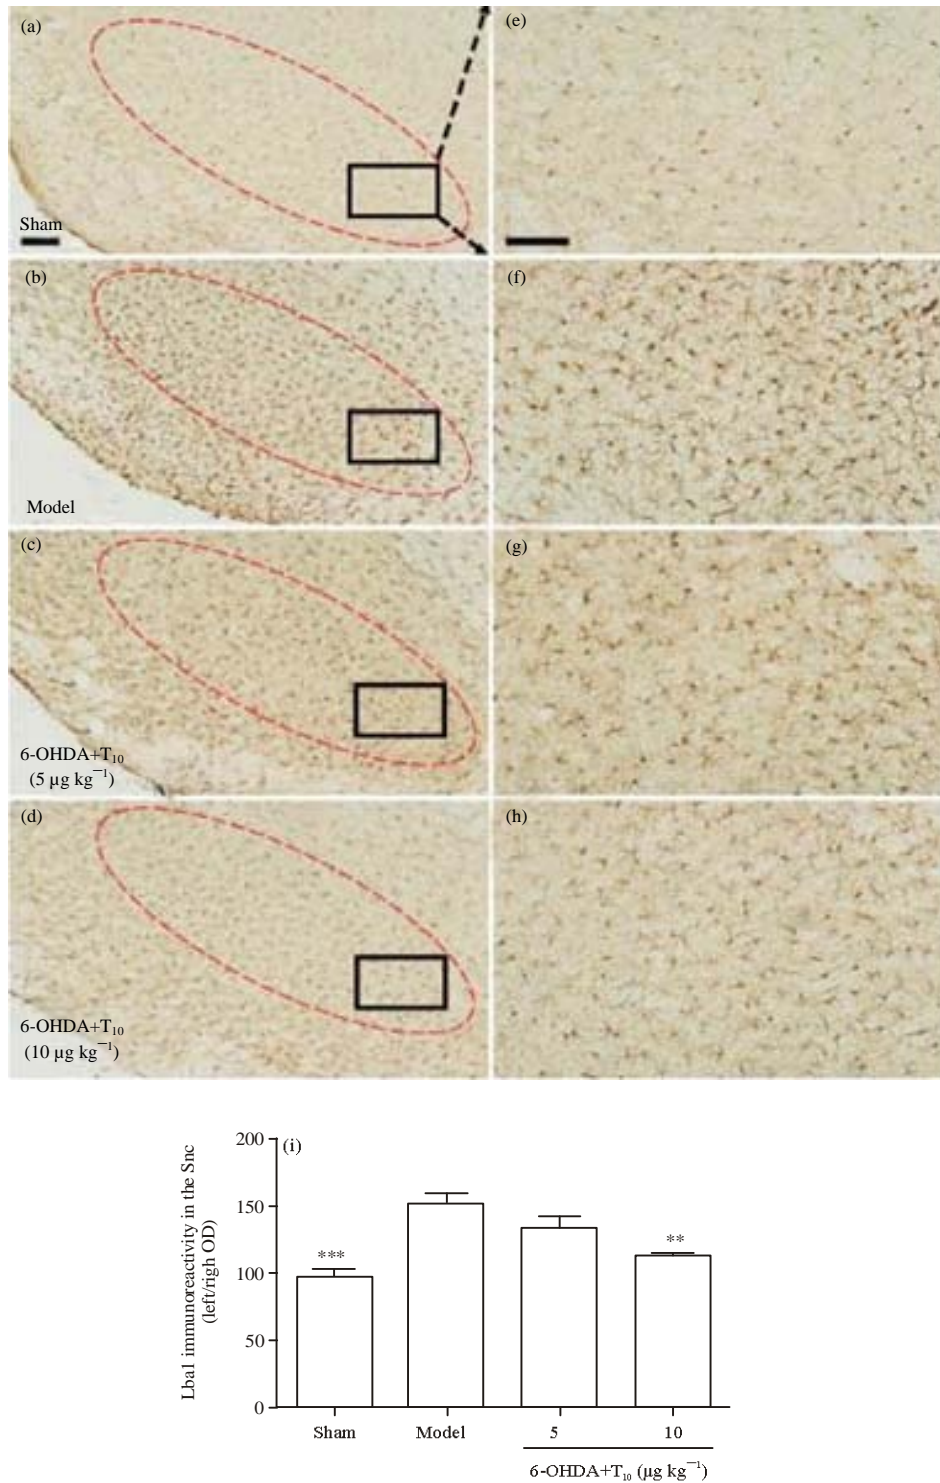 (a)
(e)
Sham
(b)
(f)
Model
(c)
(g)
6-OHDA+T₁₀
(5 µg kg⁻¹)
(d)
(h)
6-OHDA+T₁₀
(10 µg kg⁻¹)
(i)
Lba1 immunoreactivity in the Snc
(left/righ OD)
200
150
100
50
0
***
**
Sham
Model
5
10
6-OHDA+T₁₀ (µg kg⁻¹)